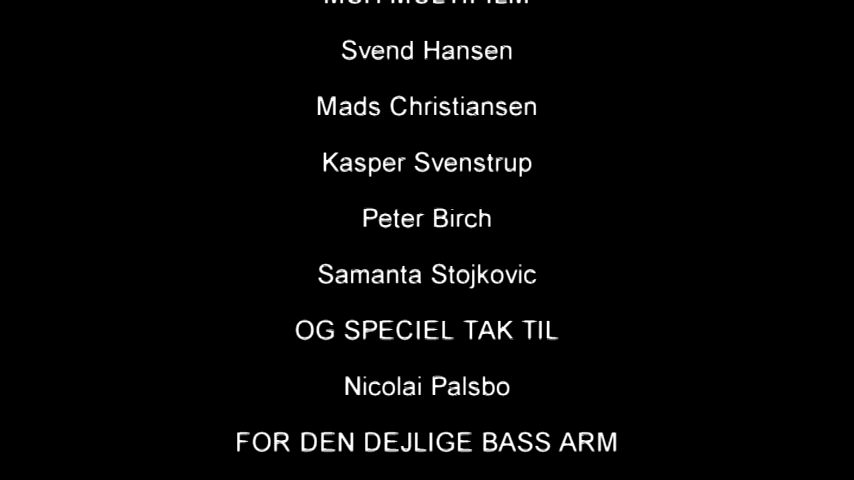 Svend Hansen
Mads Christiansen
Kasper Svenstrup
Peter Birch
Samanta Stojkovic
OG SPECIEL TAK TIL
Nicolai Palsbo
FOR DEN DEJLIGE BASS ARM